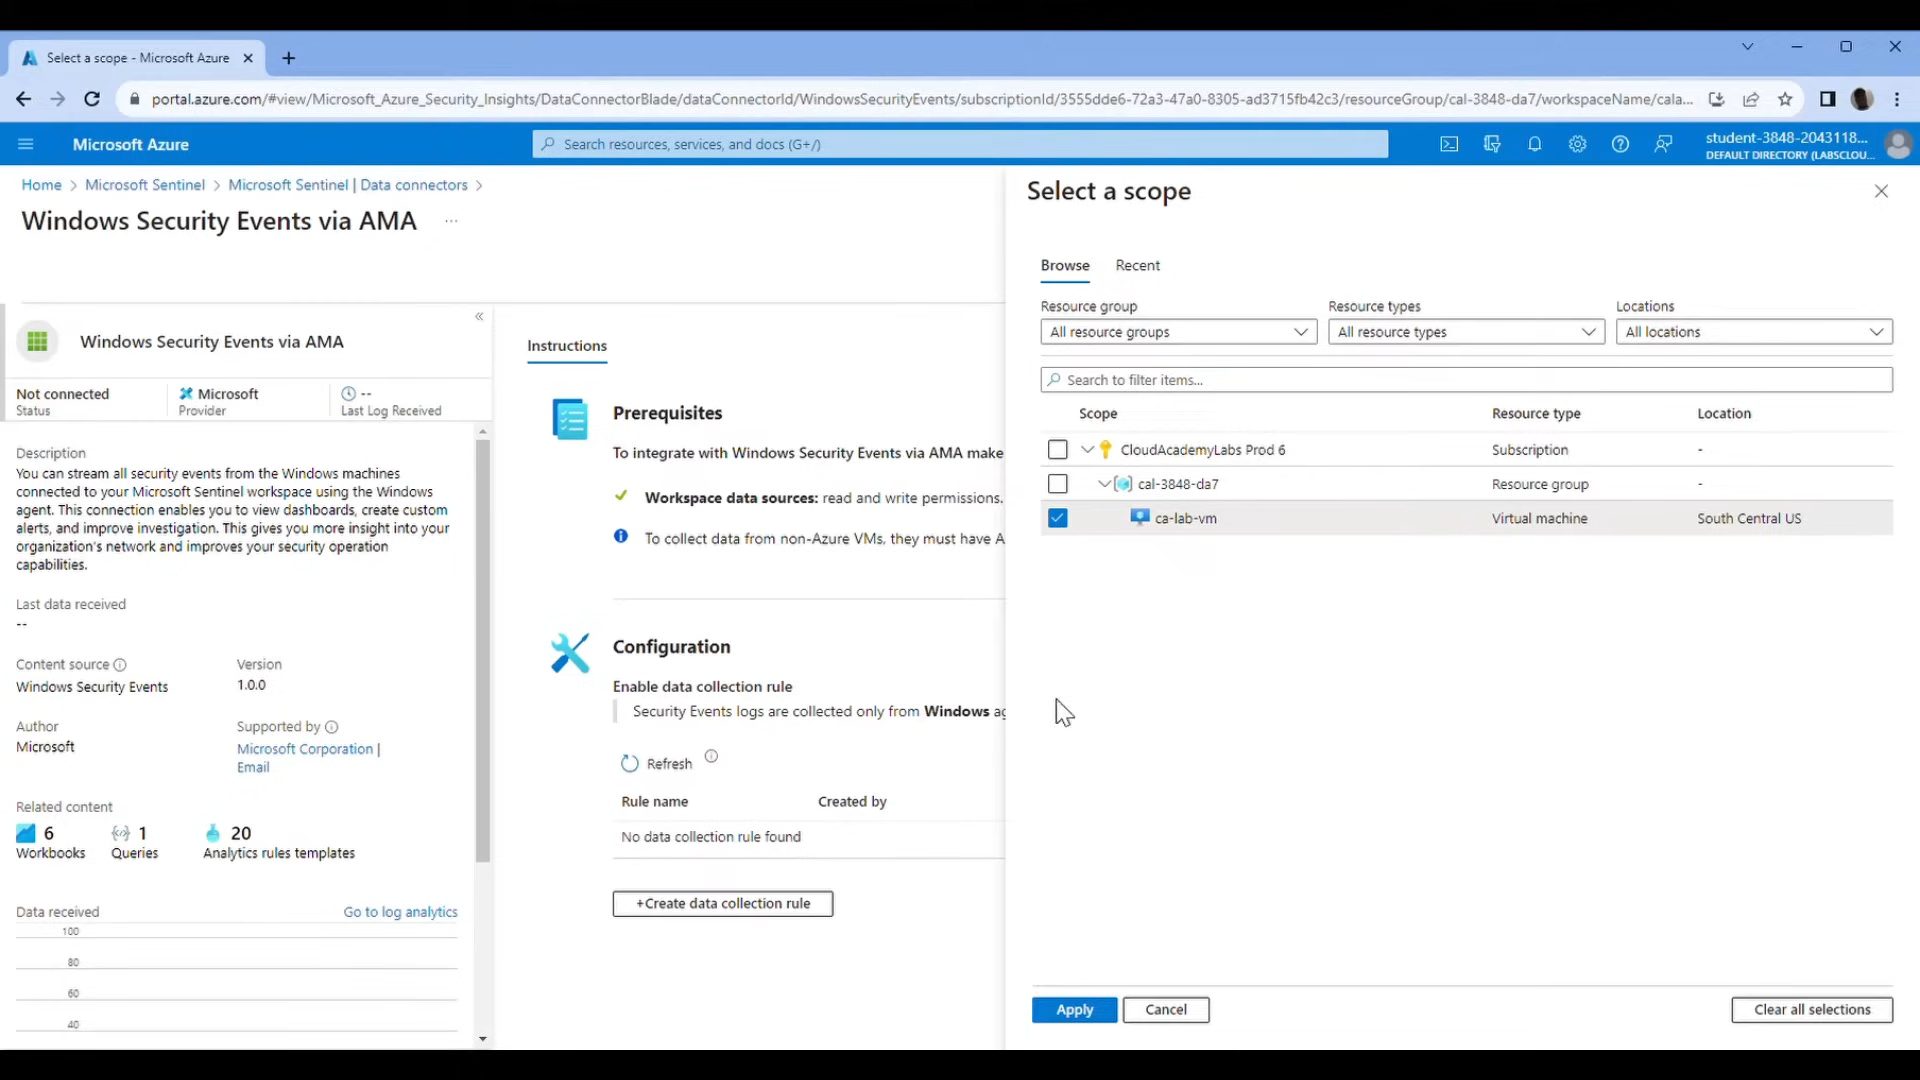 Select a scope - Microsoft Azure
portal.azure.com/#view/Microsoft_Azure_Security_Insights/DataConnectorBlade/dataConnectorId/WindowsSecurityEvents/subscriptionId/3555dde6-72a3-47a0-8305-ad3715fb42c3/resourceGroup/cal-3848-da7/workspaceName/cala...
Microsoft Azure
Search resources, services, and docs (G+/)
student-3848-2043118...
DEFAULT DIRECTORY (LABSCLOU...
Home > Microsoft Sentinel > Microsoft Sentinel | Data connectors >
Windows Security Events via AMA ...
Windows Security Events via AMA
Not connected
Status
Microsoft
Provider
--
Last Log Received
Description
You can stream all security events from the Windows machines
connected to your Microsoft Sentinel workspace using the Windows
agent. This connection enables you to view dashboards, create custom
alerts, and improve investigation. This gives you more insight into your
organization's network and improves your security operation
capabilities.
Last data received
--
Content source
Windows Security Events
Version
1.0.0
Author
Microsoft
Supported by
Microsoft Corporation |
Email
Related content
6
Workbooks
1
Queries
20
Analytics rules templates
Data received
Go to log analytics
100
80
60
40
Instructions
Prerequisites
To integrate with Windows Security Events via AMA make
Workspace data sources: read and write permissions.
To collect data from non-Azure VMs, they must have A
Configuration
Enable data collection rule
Security Events logs are collected only from Windows ag
Refresh
Rule name Created by
No data collection rule found
+Create data collection rule
Select a scope
Browse Recent
Resource group
All resource groups
Resource types
All resource types
Locations
All locations
Search to filter items...
Scope Resource type Location
CloudAcademyLabs Prod 6 Subscription -
cal-3848-da7 Resource group -
ca-lab-vm Virtual machine South Central US
Apply Cancel Clear all selections